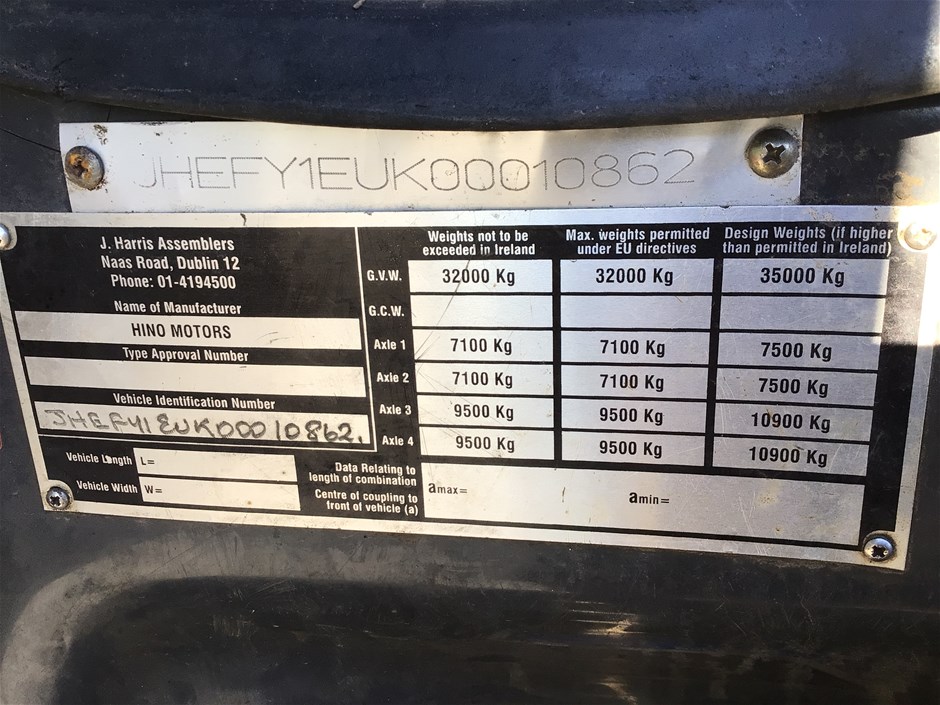 JHEFY1EUK00010862
J. Harris Assemblers
Naas Road, Dublin 12
Phone: 01-4194500
Name of Manufacturer
HINO MOTORS
Type Approval Number
Vehicle Identification Number
JHEFY1EUK00010862.
Vehicle Length L=
Vehicle Width W=
Weights not to be exceeded in Ireland
Max. weights permitted under EU directives
Design Weights (if higher than permitted in Ireland)
G.V.W. 32000 Kg 32000 Kg 35000 Kg
G.C.W.
Axle 1 7100 Kg 7100 Kg 7500 Kg
Axle 2 7100 Kg 7100 Kg 7500 Kg
Axle 3 9500 Kg 9500 Kg 10900 Kg
Axle 4 9500 Kg 9500 Kg 10900 Kg
Data Relating to
length of combination
Centre of coupling to
front of vehicle (a)
amax= amin=